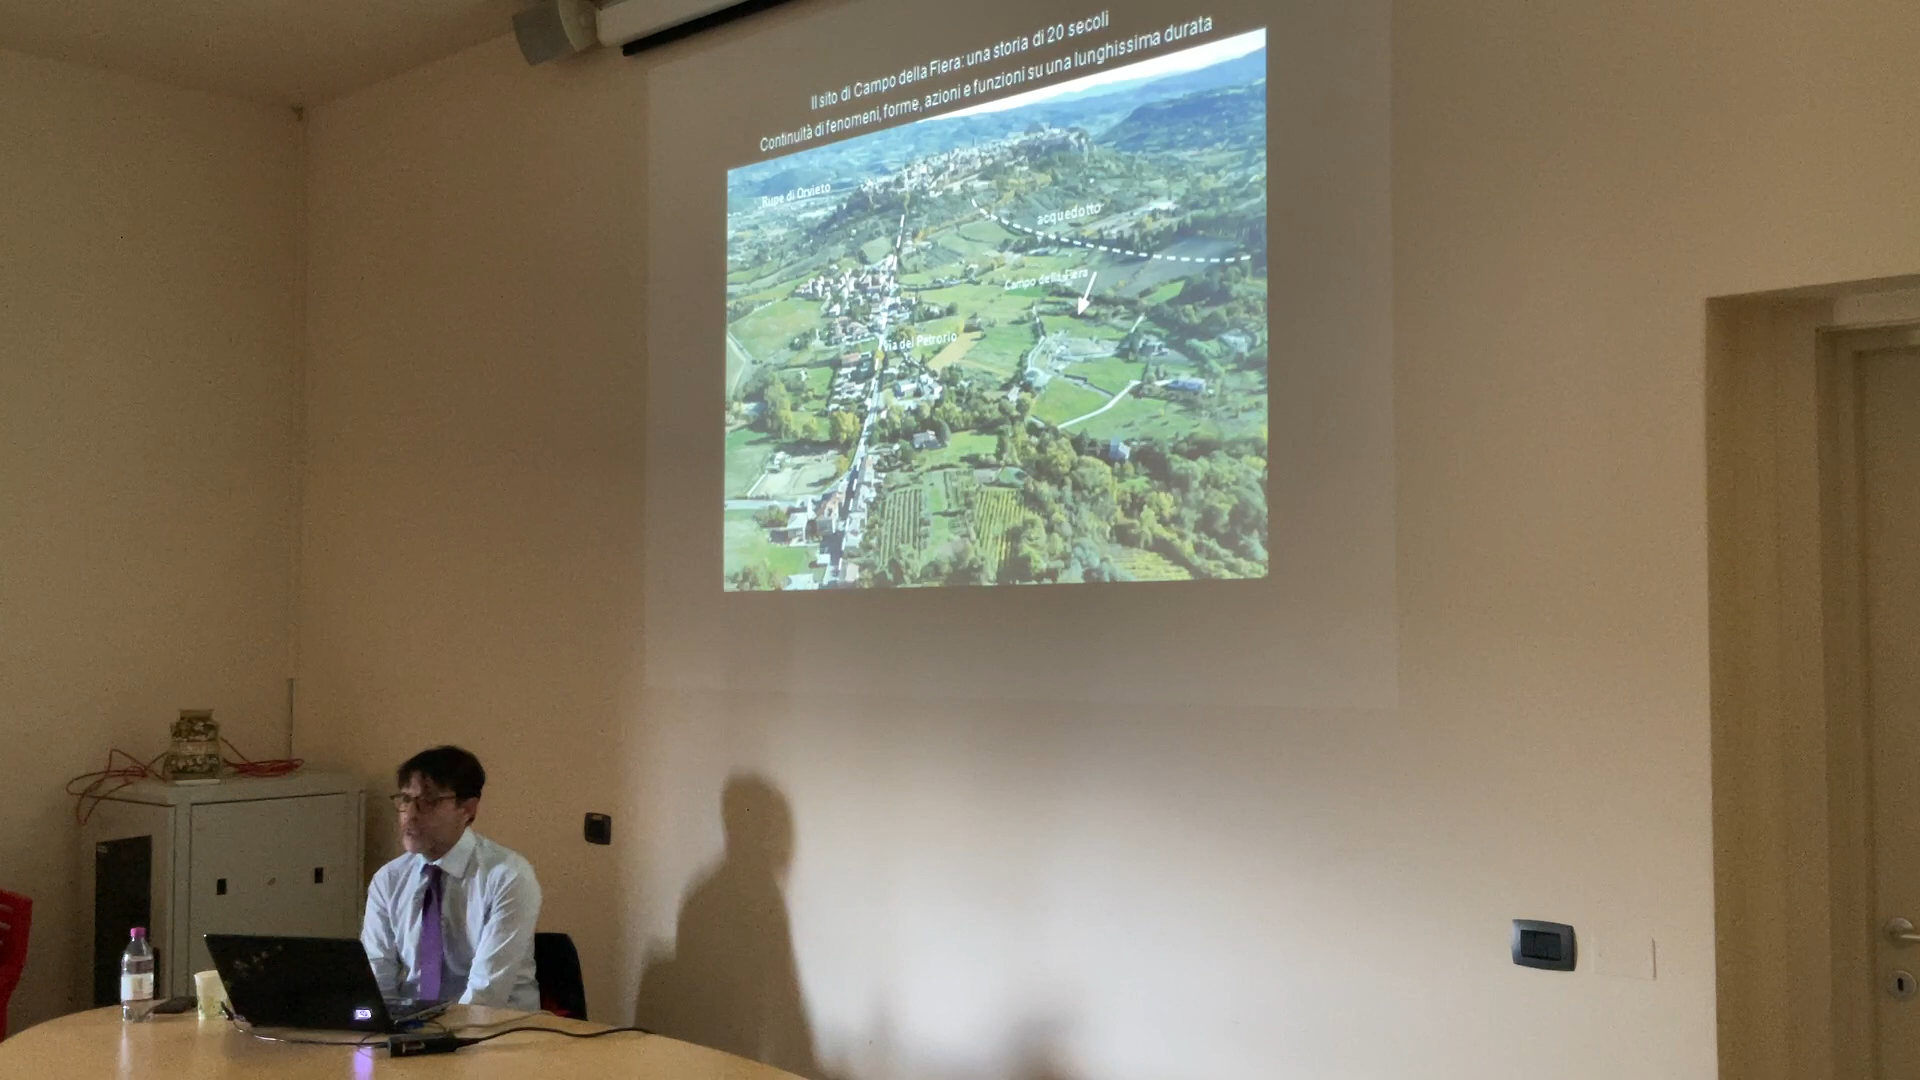 Il sito di Campo della Fiera: una storia di 20 secoli
Continuità di fenomeni, forme, azioni e funzioni su una lunghissima durata
Rupe di Orvieto
acquedotto
Campo della Fiera
Via del Petrorio